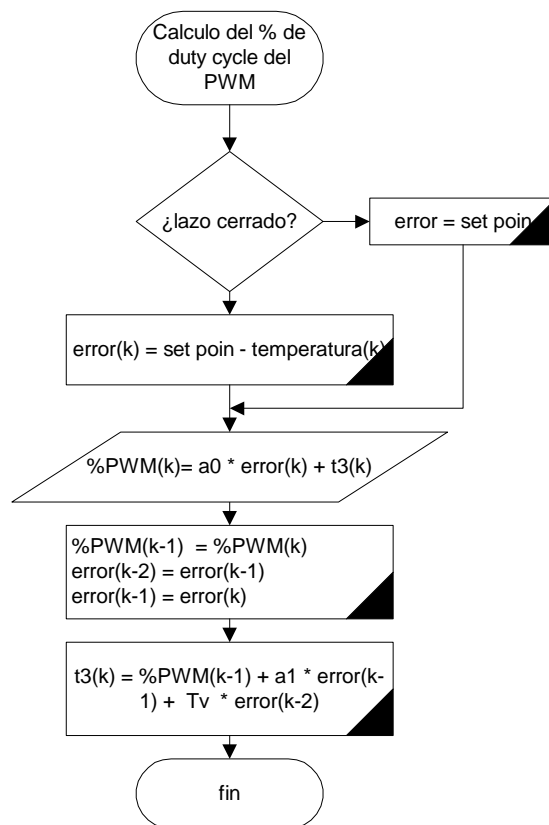 Calculo del % de
duty cycle del
PWM
¿lazo cerrado?
error = set poin
error(k) = set poin - temperatura(k)
%PWM(k)= a0 * error(k) + t3(k)
%PWM(k-1) = %PWM(k)
error(k-2) = error(k-1)
error(k-1) = error(k)
t3(k) = %PWM(k-1) + a1 * error(k-
1) + Tv * error(k-2)
fin